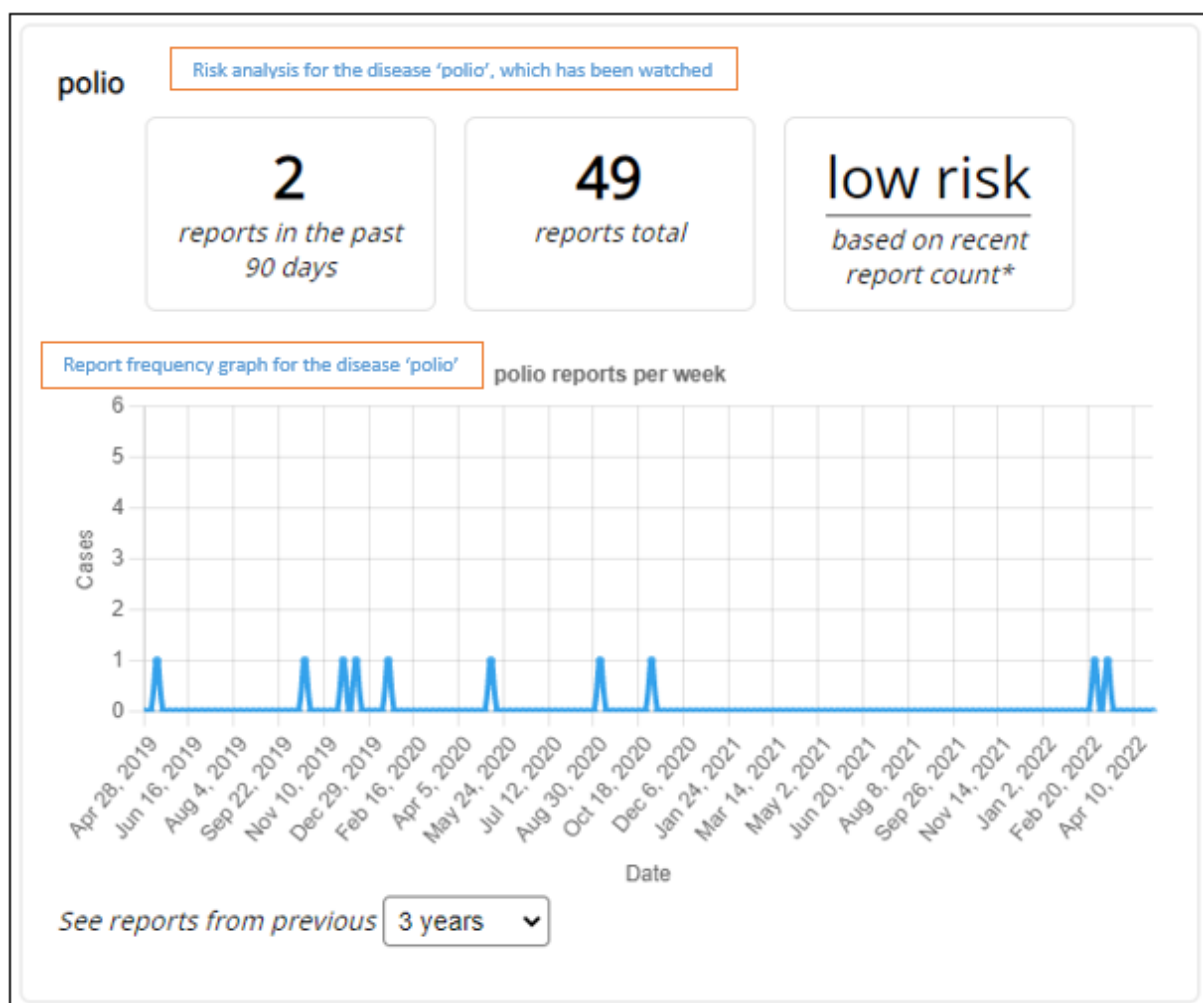 polio
Risk analysis for the disease ‘polio’, which has been watched
2
reports in the past
90 days
49
reports total
low risk
based on recent
report count*
Report frequency graph for the disease ‘polio’
polio reports per week
6
5
4
3
2
1
0
Cases
Apr 28, 2019
Jun 16, 2019
Aug 4, 2019
Sep 22, 2019
Nov 10, 2019
Dec 29, 2019
Feb 16, 2020
Apr 5, 2020
May 24, 2020
Jul 12, 2020
Aug 30, 2020
Oct 18, 2020
Dec 6, 2020
Jan 24, 2021
Mar 14, 2021
May 2, 2021
Jun 20, 2021
Aug 8, 2021
Sep 26, 2021
Nov 14, 2021
Jan 2, 2022
Feb 20, 2022
Apr 10, 2022
Date
See reports from previous 3 years